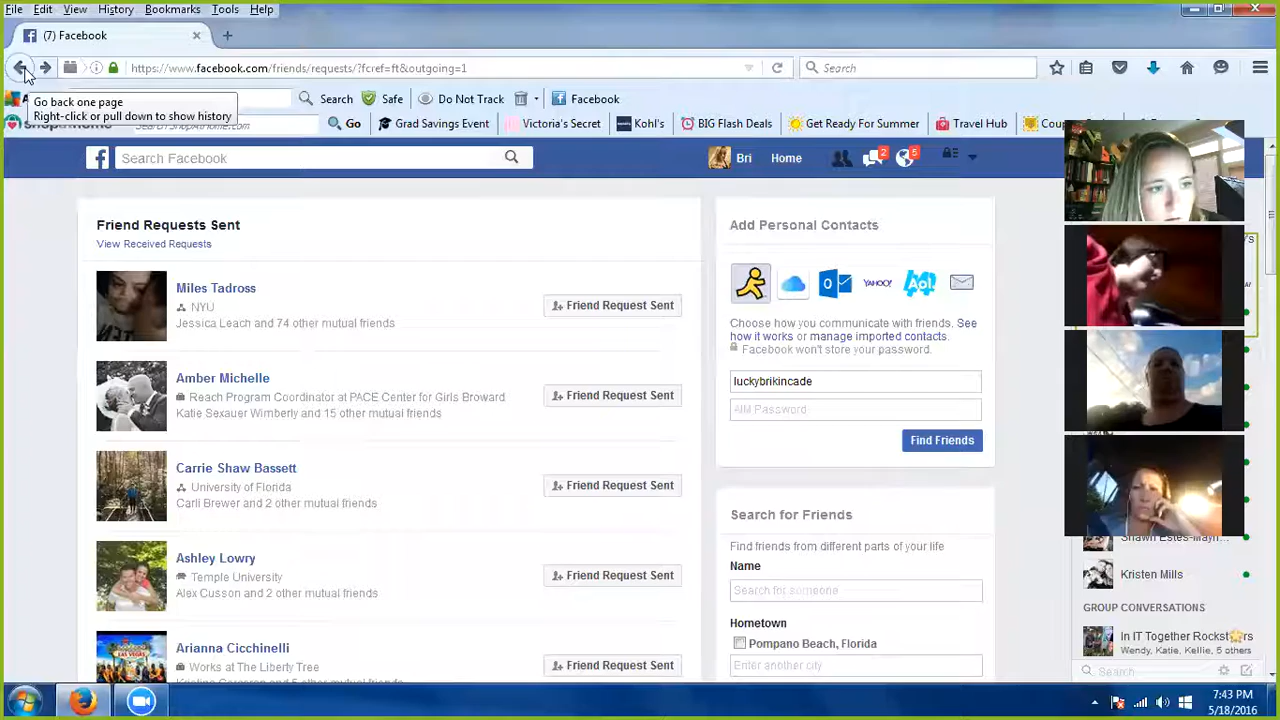 File Edit View History Bookmarks Tools Help
(7) Facebook
https://www.facebook.com/friends/requests/?fcref=ft&outgoing=1
Search
Go back one page
Right-click or pull down to show history
Search Safe Do Not Track Facebook
Search ShopAtHome.com Go Grad Savings Event Victoria's Secret Kohl's BIG Flash Deals Get Ready For Summer Travel Hub
Search Facebook
Bri Home 2 5
Friend Requests Sent
View Received Requests
Miles Tadross
NYU
Jessica Leach and 74 other mutual friends
Friend Request Sent
Amber Michelle
Reach Program Coordinator at PACE Center for Girls Broward
Katie Sexauer Wimberly and 15 other mutual friends
Friend Request Sent
Carrie Shaw Bassett
University of Florida
Carli Brewer and 2 other mutual friends
Friend Request Sent
Ashley Lowry
Temple University
Alex Cusson and 2 other mutual friends
Friend Request Sent
Arianna Cicchinelli
Works at The Liberty Tree
Friend Request Sent
Add Personal Contacts
YAHOO!
Aol.
Choose how you communicate with friends. See
how it works or manage imported contacts.
Facebook won't store your password.
luckybrikincade
AIM Password
Find Friends
Search for Friends
Find friends from different parts of your life
Name
Search for someone
Hometown
Pompano Beach, Florida
Enter another city
Kristen Mills
GROUP CONVERSATIONS
In IT Together Rockst
Wendy, Katie, Kellie, 5 others
Search
7:43 PM
5/18/2016